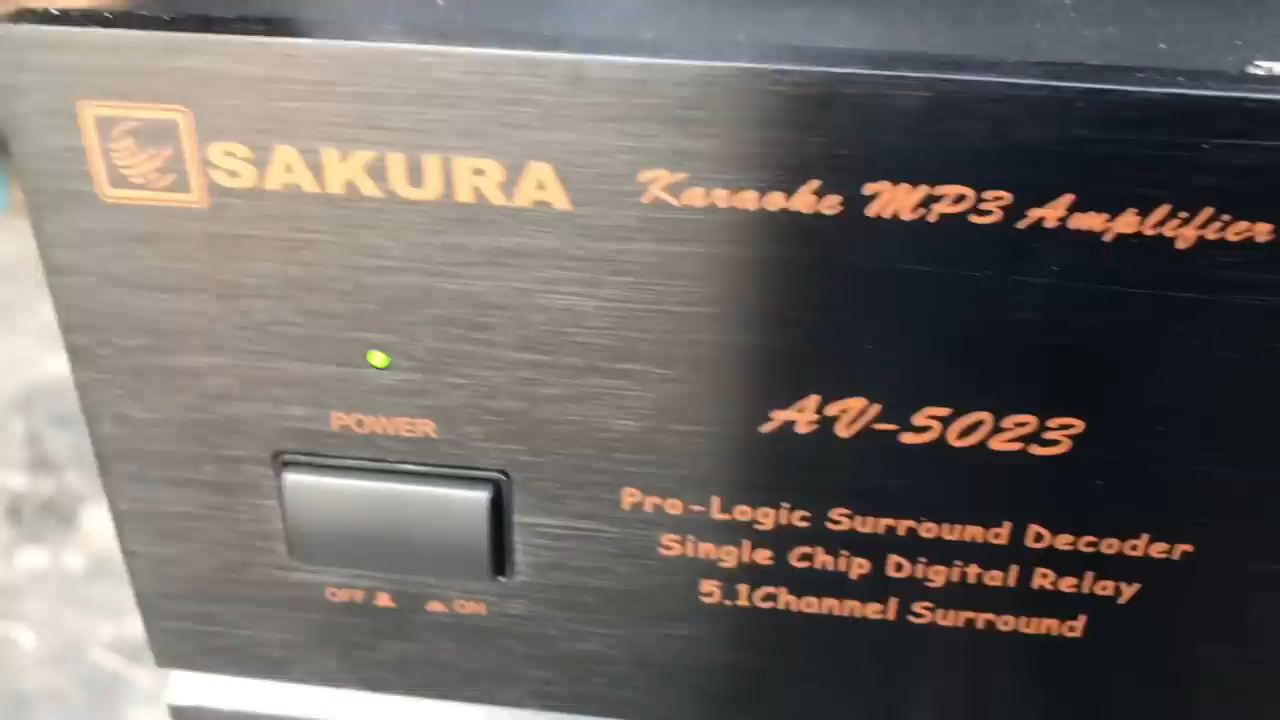 SAKURA
Karaoke MP3 Amplifier
POWER
OFF ON
AV-5023
Pro-Logic Surround Decoder
Single Chip Digital Relay
5.1Channel Surround